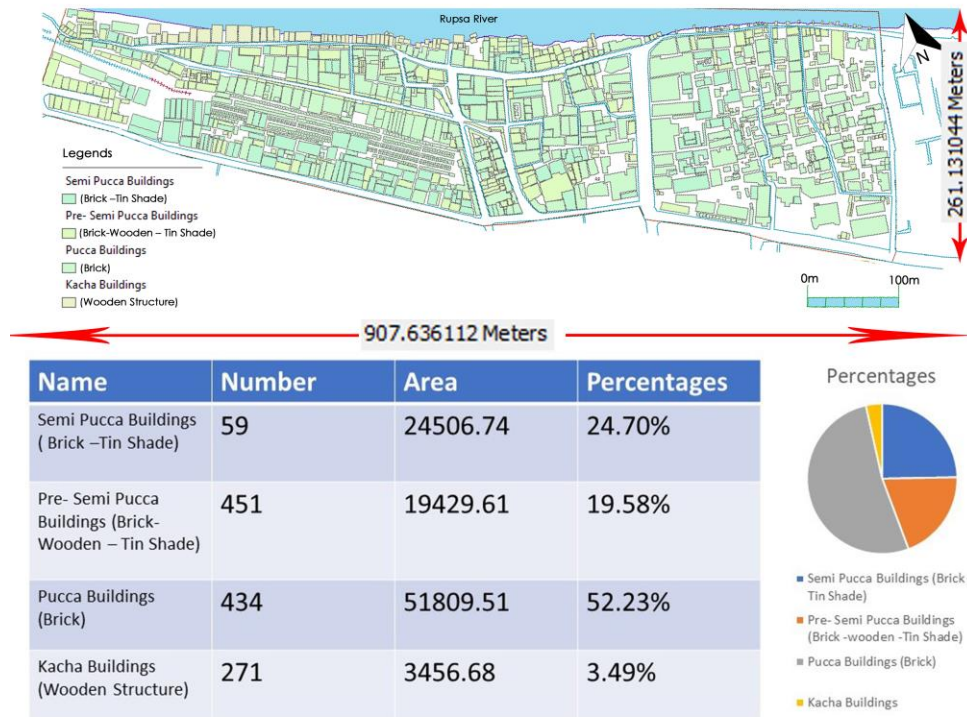 Rupsa River
N
261.131044 Meters
Legends
Semi Pucca Buildings
(Brick –Tin Shade)
Pre- Semi Pucca Buildings
(Brick-Wooden – Tin Shade)
Pucca Buildings
(Brick)
Kacha Buildings
(Wooden Structure)
0m 100m
907.636112 Meters
Name Number Area Percentages
Semi Pucca Buildings
( Brick –Tin Shade)
59 24506.74 24.70%
Pre- Semi Pucca
Buildings (Brick-
Wooden – Tin Shade)
451 19429.61 19.58%
Pucca Buildings
(Brick)
434 51809.51 52.23%
Kacha Buildings
(Wooden Structure)
271 3456.68 3.49%
Percentages
Semi Pucca Buildings (Brick
Tin Shade)
Pre- Semi Pucca Buildings
(Brick -wooden -Tin Shade)
Pucca Buildings (Brick)
Kacha Buildings